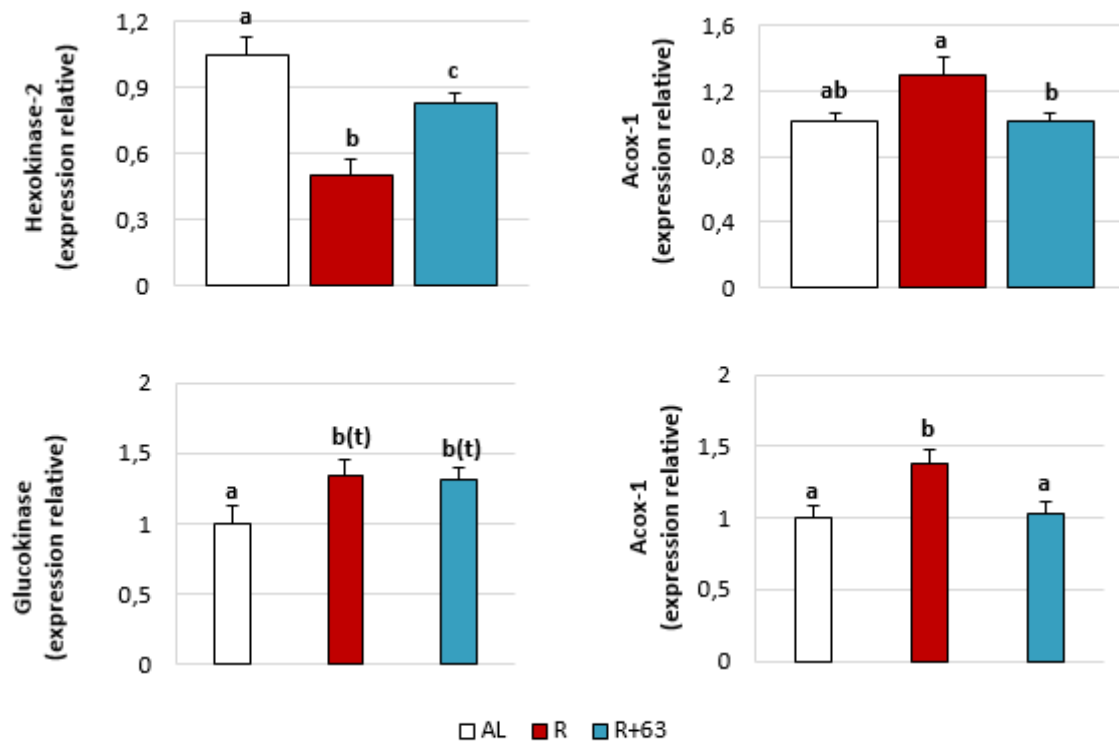 Hexokinase-2
(expression relative)
1,2
0,9
0,6
0,3
0
a
b
c
Acox-1
(expression relative)
1,6
1,2
0,8
0,4
0
ab
a
b
Glucokinase
(expression relative)
2
1,5
1
0,5
0
a
b(t)
b(t)
Acox-1
(expression relative)
2
1,5
1
0,5
0
a
b
a
AL R R+63